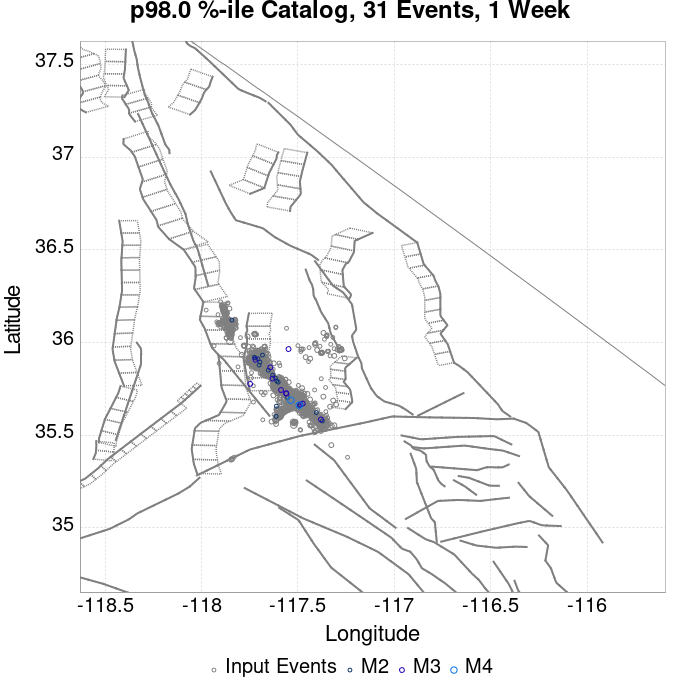 p98.0 %-ile Catalog, 31 Events, 1 Week
37.5
37
36.5
36
35.5
35
Latitude
-118.5 -118 -117.5 -117 -116.5 -116
Longitude
Input Events M2 M3 M4